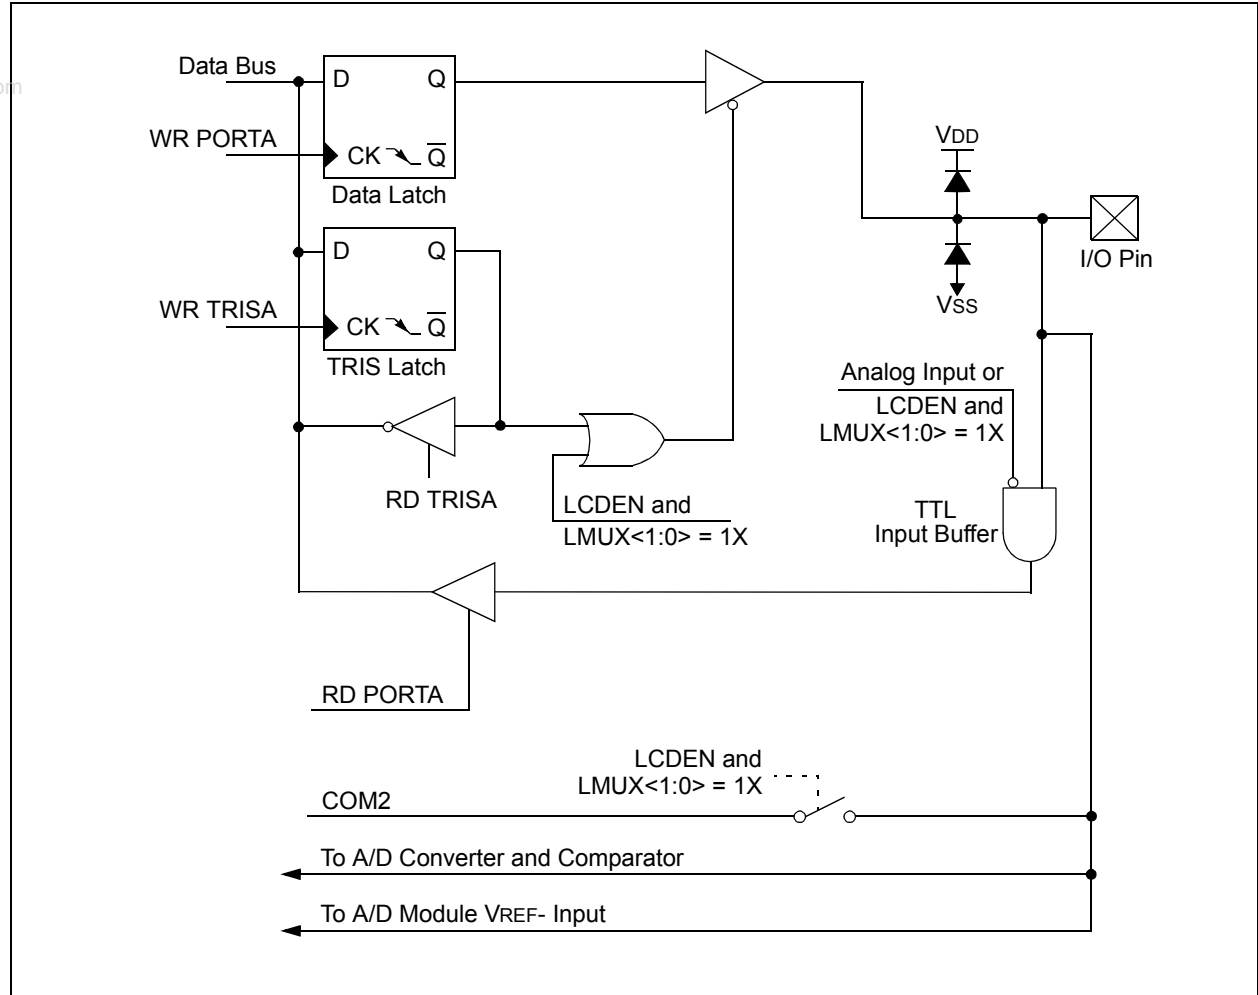 Data Bus
D
Q
om
WR PORTA
CK
Q̅
Data Latch
VDD
D
Q
I/O Pin
WR TRISA
CK
Q̅
VSS
TRIS Latch
Analog Input or
LCDEN and
LMUX<1:0> = 1X
RD TRISA
LCDEN and
LMUX<1:0> = 1X
TTL
Input Buffer
RD PORTA
LCDEN and
LMUX<1:0> = 1X
COM2
To A/D Converter and Comparator
To A/D Module VREF- Input